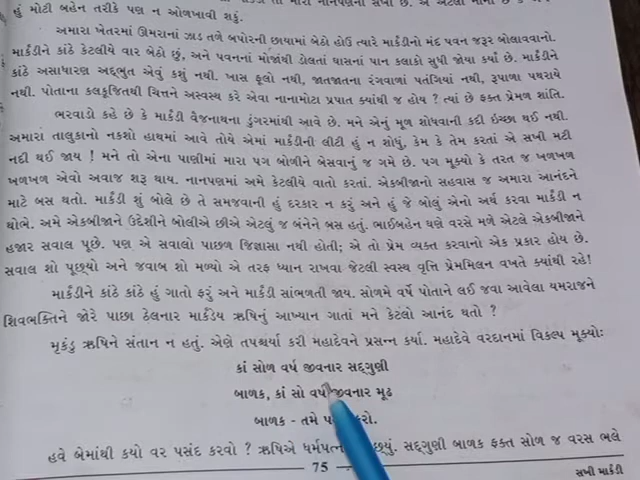 હું મોટી બહેન તરીકે પણ ન ઓળખાવી શકું.
અમારા ખેતરમાં ઊમરાનાં ઝાડ તળે બપોરની છાયામાં બેઠો હોઉં ત્યારે માર્કંડીનો મંદ પવન જરૂર બોલાવવાનો.
માર્કંડીને કાંઠે કેટલીયે વાર બેઠો છું, અને પવનનાં મોજાંથી ડોલતાં ઘાસનાં પાન કલાકો સુધી જોયા કર્યાં છે. માર્કંડીને
કાંઠે અસાધારણ અદ્ભુત એવું કશું નથી. ખાસ ફૂલો નથી, જાતજાતના રંગવાળાં પતંગિયાં નથી, રૂપાળા પથરાયે
નથી. પોતાના કલકૂજિતથી ચિત્તને અસ્વસ્થ કરે એવા નાનામોટા પ્રપાત ક્યાંથી જ હોય ? ત્યાં છે ફક્ત પ્રેમળ શાંતિ.
ભરવાડો કહે છે કે માર્કંડી વૈજનાથના ડુંગરમાંથી આવે છે. મને એનું મૂળ શોધવાની કદી ઇચ્છા થઈ નથી.
અમારા તાલુકાનો નકશો હાથમાં આવે તોયે એમાં માર્કંડીની લીટી હું ન શોધું, કેમ કે તેમ કરતાં એ સખી મટી
નદી થઈ જાય ! મને તો એના પાણીમાં મારા પગ બોળીને બેસવાનું જ ગમે છે. પગ મૂક્યો કે તરત જ ખળખળ
ખળખળ એવો અવાજ શરૂ થાય. નાનપણમાં અમે કેટલીયે વાતો કરતાં. એકબીજાનો સહવાસ જ અમારા આનંદને
માટે બસ થતો. માર્કંડી શું બોલે છે તે સમજવાની હું દરકાર ન કરું અને હું જે બોલું એનો અર્થ કરવા માર્કંડી ન
થોભે. અમે એકબીજાને ઉદ્દેશીને બોલીએ છીએ એટલું જ બંનેને બસ હતું. ભાઈબહેન ઘણે વરસે મળે એટલે એકબીજાને
હજાર સવાલ પૂછે. પણ એ સવાલો પાછળ જિજ્ઞાસા નથી હોતી; એ તો પ્રેમ વ્યક્ત કરવાનો એક પ્રકાર હોય છે.
સવાલ શો પૂછ્યો અને જવાબ શો મળ્યો એ તરફ ધ્યાન રાખવા જેટલી સ્વસ્થ વૃત્તિ પ્રેમમિલન વખતે ક્યાંથી રહે!
માર્કંડીને કાંઠે કાંઠે હું ગાતો ફરું અને માર્કંડી સાંભળતી જાય. સોળમે વર્ષે પોતાને લઈ જવા આવેલા યમરાજને
શિવભક્તિને જોરે પાછા ઠેલનાર માર્કંડેય ઋષિનું આખ્યાન ગાતાં મને કેટલો આનંદ થતો ?
મૃકંડુ ઋષિને સંતાન ન હતું. એણે તપશ્ચર્યા કરી મહાદેવને પ્રસન્ન કર્યા. મહાદેવે વરદાનમાં વિકલ્પ મૂક્યોઃ
કાં સોળ વર્ષ જીવનાર સદ્ગુણી
બાળક, કાં સો વર્ષ જીવનાર મૂઢ
બાળક - તમે
હવે બેમાંથી કયો વર પસંદ કરવો ? ઋષિએ સદ્ગુણી બાળક ફક્ત સોળ જ વરસ ભલે
75
સખી માર્કંડી